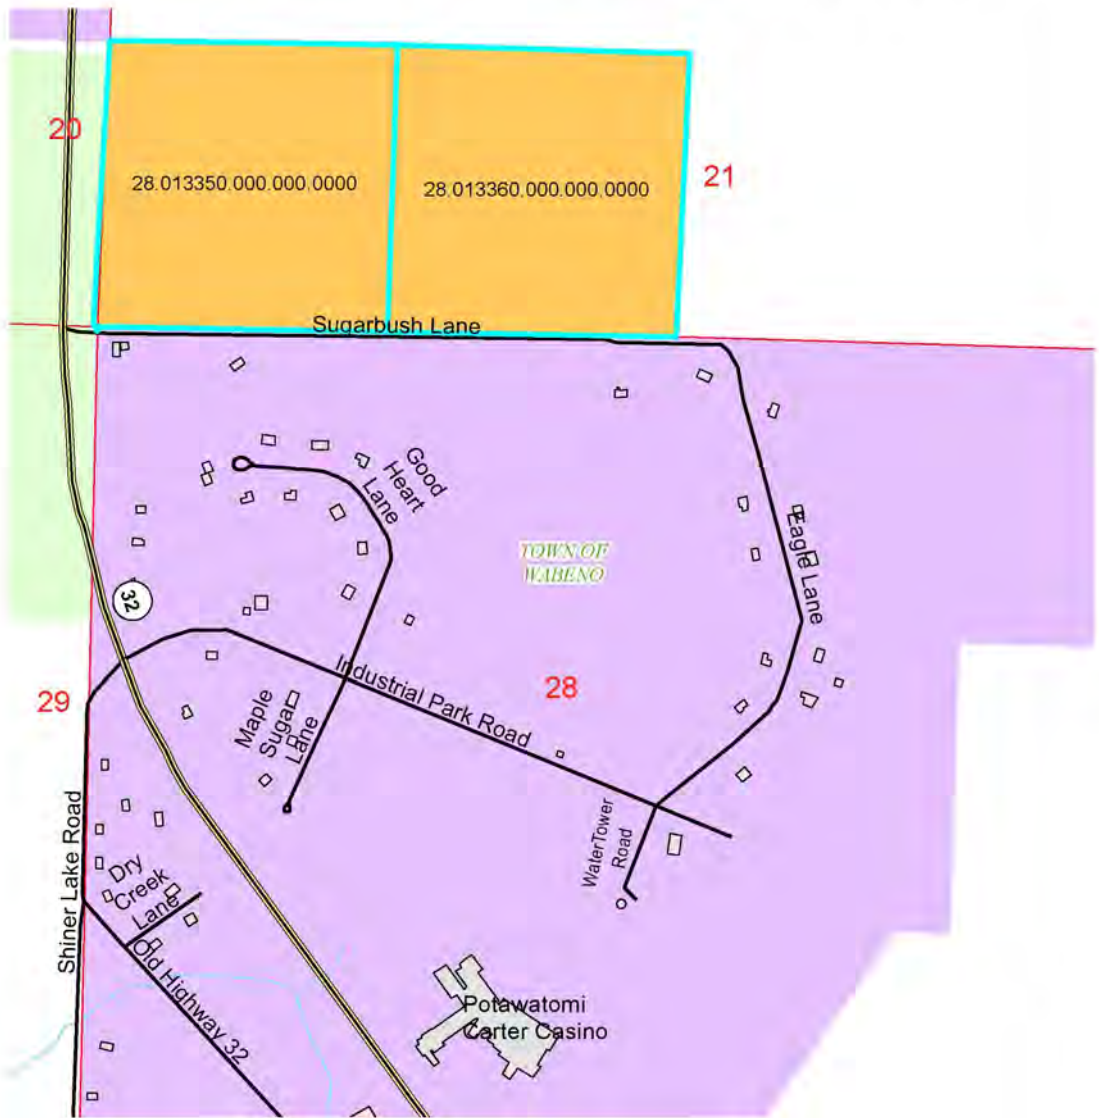 20
28.013350.000.000.0000
28.013360.000.000.0000
21
Sugarbush Lane
Good
Heart
Lane
TOWN OF
WABENO
Eagle Lane
32
29
28
Industrial Park Road
Maple
Sugar
Lane
WaterTower
Road
Shiner Lake Road
Dry
Creek
Lane
Old Highway 32
Potawatomi
Carter Casino